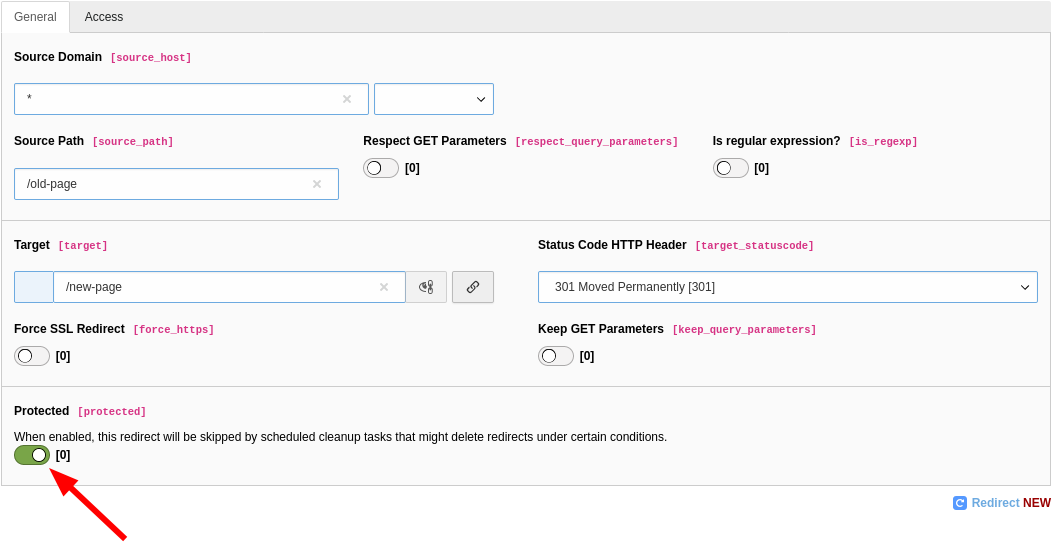 General Access
Source Domain [source_host]
*
Source Path [source_path] Respect GET Parameters [respect_query_parameters] Is regular expression? [is_regexp]
[0] [0]
/old-page
Target [target] Status Code HTTP Header [target_statuscode]
/new-page 301 Moved Permanently [301]
Force SSL Redirect [force_https] Keep GET Parameters [keep_query_parameters]
[0] [0]
Protected [protected]
When enabled, this redirect will be skipped by scheduled cleanup tasks that might delete redirects under certain conditions.
[0]
Redirect NEW